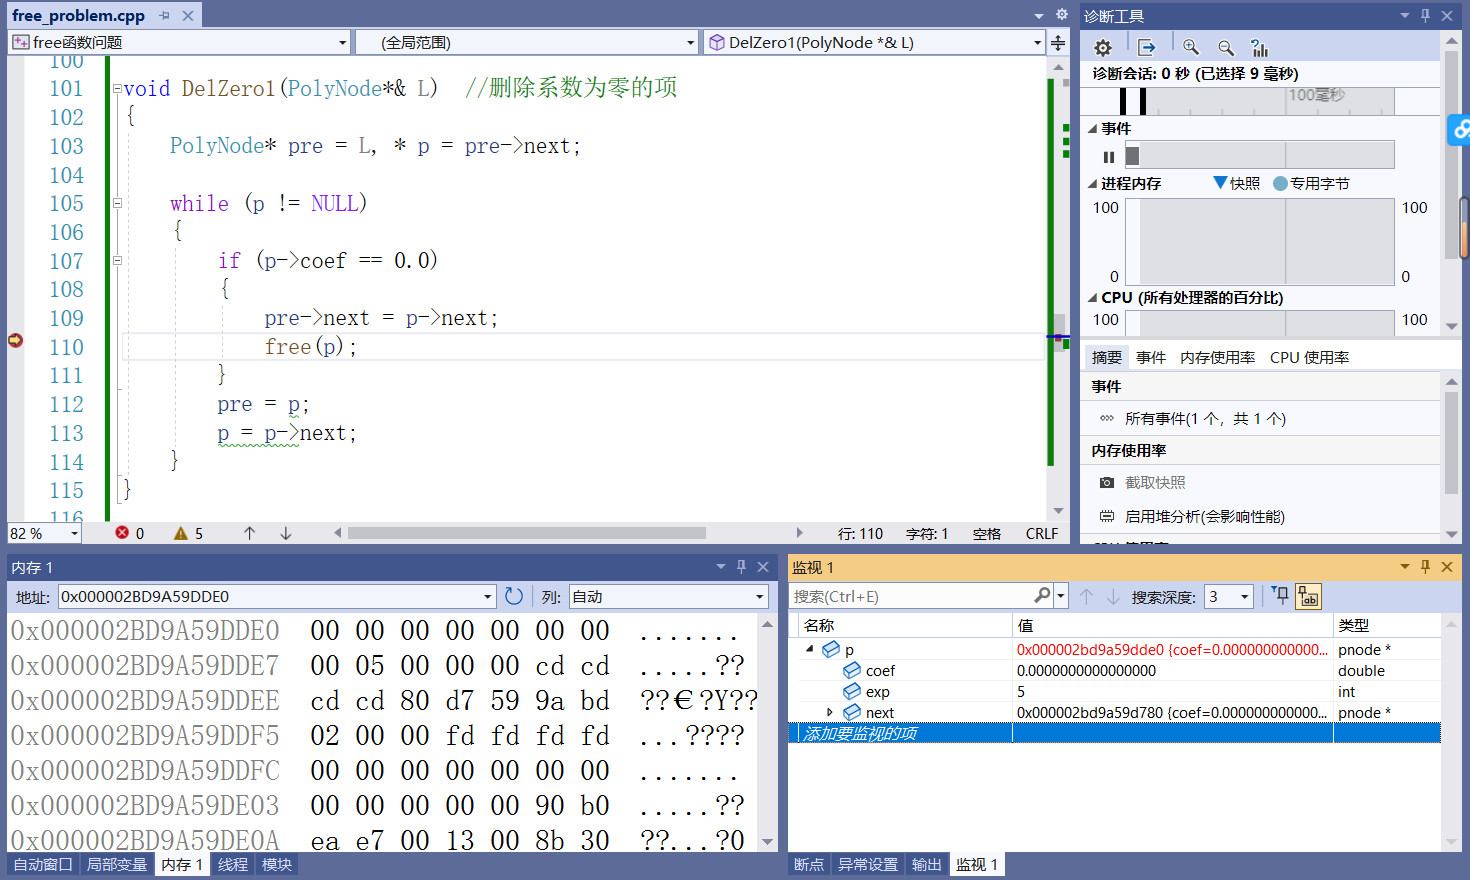 free_problem.cpp
free函数问题
(全局范围)
DelZero1(PolyNode *& L)
100
101 void DelZero1(PolyNode*& L)  //删除系数为零的项
102 {
103 PolyNode* pre = L, * p = pre->next;
104
105 while (p != NULL)
106 {
107 if (p->coef == 0.0)
108 {
109 pre->next = p->next;
110 free(p);
111 }
112 pre = p;
113 p = p->next;
114 }
115 }
116
82 %
0
5
行: 110
字符: 1
空格
CRLF
诊断工具
诊断会话: 0 秒 (已选择 9 毫秒)
100毫秒
事件
进程内存
快照
专用字节
100
100
0
0
CPU (所有处理器的百分比)
100
100
摘要 事件 内存使用率 CPU 使用率
事件
所有事件(1 个，共 1 个)
内存使用率
截取快照
启用堆分析(会影响性能)
CPU 使用率
内存 1
地址: 0x000002BD9A59DDE0
列: 自动
0x000002BD9A59DDE0 00 00 00 00 00 00 00 .......
0x000002BD9A59DDE7 00 05 00 00 00 cd cd .....??
0x000002BD9A59DDEE cd cd 80 d7 59 9a bd ??€?Y??
0x000002BD9A59DDF5 02 00 00 fd fd fd fd ...????
0x000002BD9A59DDFC 00 00 00 00 00 00 00 .......
0x000002BD9A59DE03 00 00 00 00 00 90 b0 .....??
0x000002BD9A59DE0A ea e7 00 13 00 8b 30 ??...?0
自动窗口 局部变量 内存 1 线程 模块
监视 1
搜索(Ctrl+E)
搜索深度: 3
名称 值 类型
p 0x000002bd9a59dde0 {coef=0.000000000000... pnode *
coef 0.0000000000000000 double
exp 5 int
next 0x000002bd9a59d780 {coef=0.000000000000... pnode *
添加要监视的项
断点 异常设置 输出 监视 1